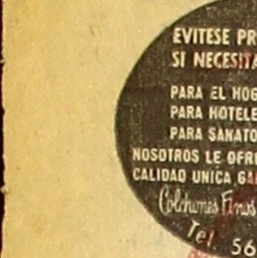 EVITESE PR
SI NECESITA
PARA EL HOG
PARA HOTELE
PARA SANATO
NOSOTROS LE OFRE
CALIDAD UNICA GA
Colchones Finos
Tel. 56